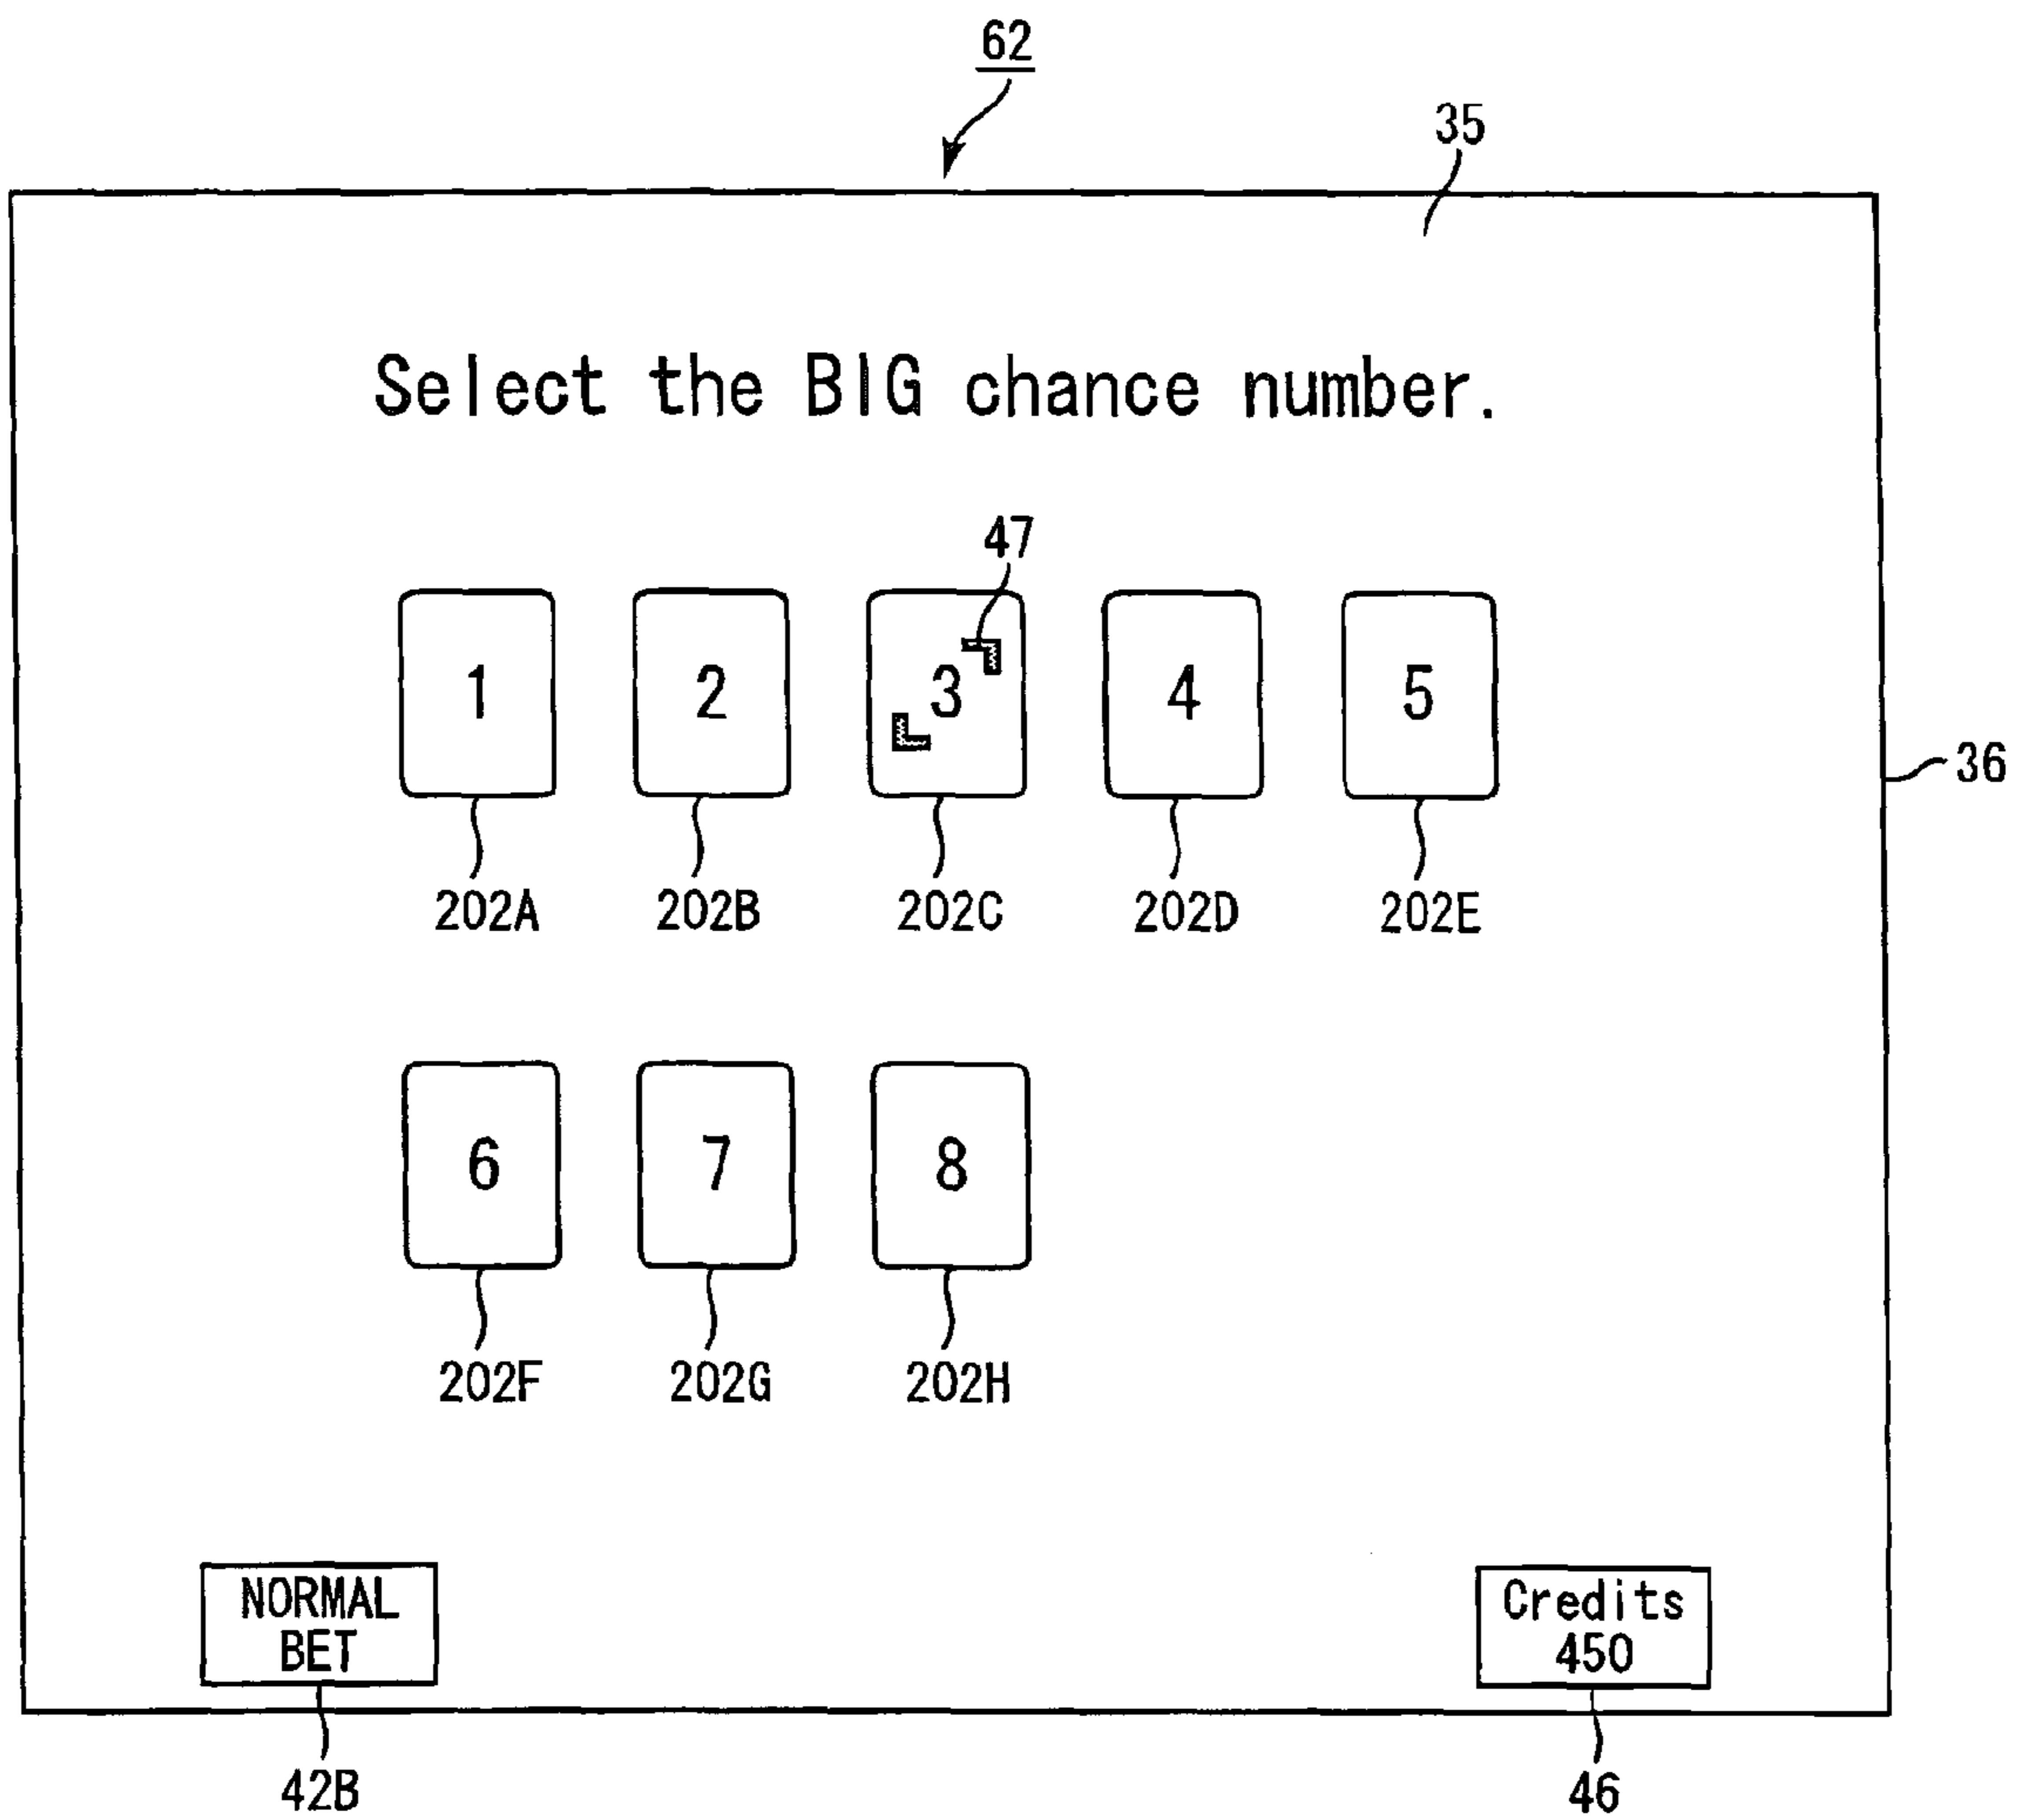 62
35
Select the BIG chance number.
47
1 2 3 4 5
36
202A 202B 202C 202D 202E
6 7 8
202F 202G 202H
NORMAL
BET
Credits
450
42B
46